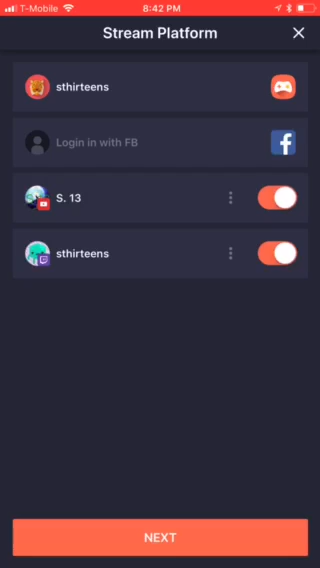 T-Mobile 8:42 PM
Stream Platform
sthirteens
Login in with FB
S. 13
sthirteens
NEXT